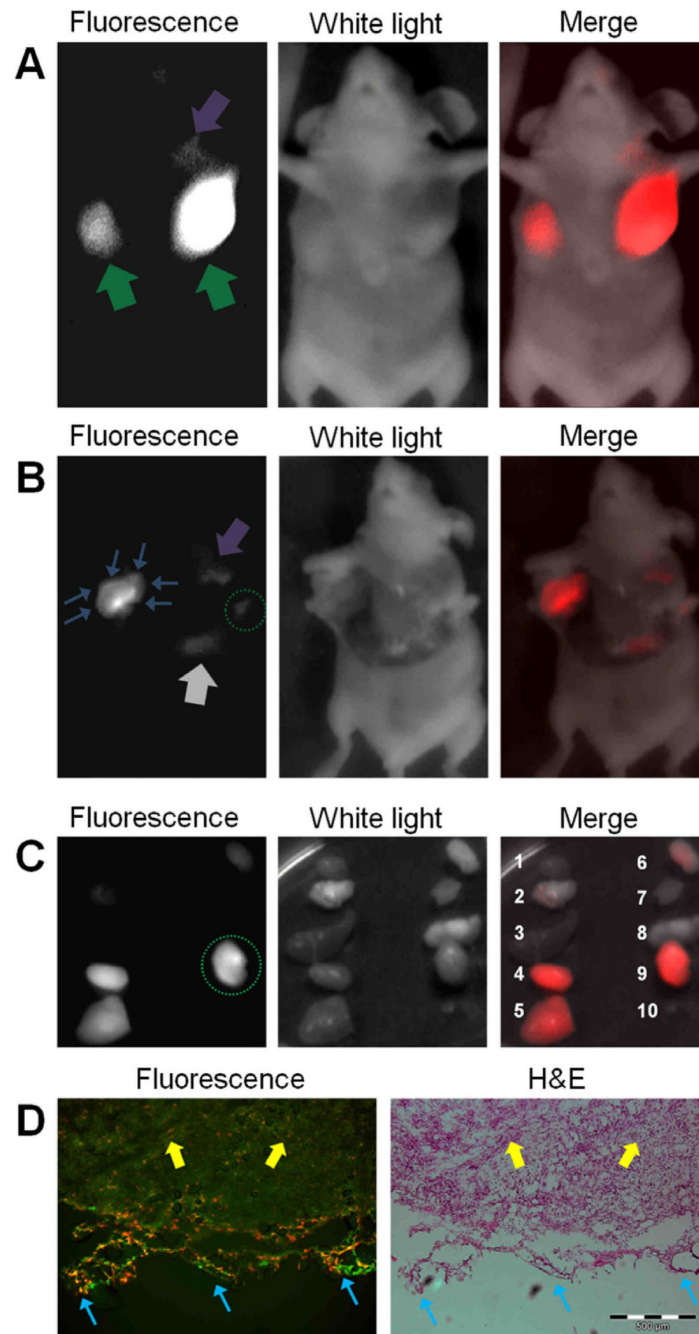 Fluorescence White light Merge
A
Fluorescence White light Merge
B
Fluorescence White light Merge
C
1 6
2 7
3 8
4 9
5 10
Fluorescence H&E
D
500 µm